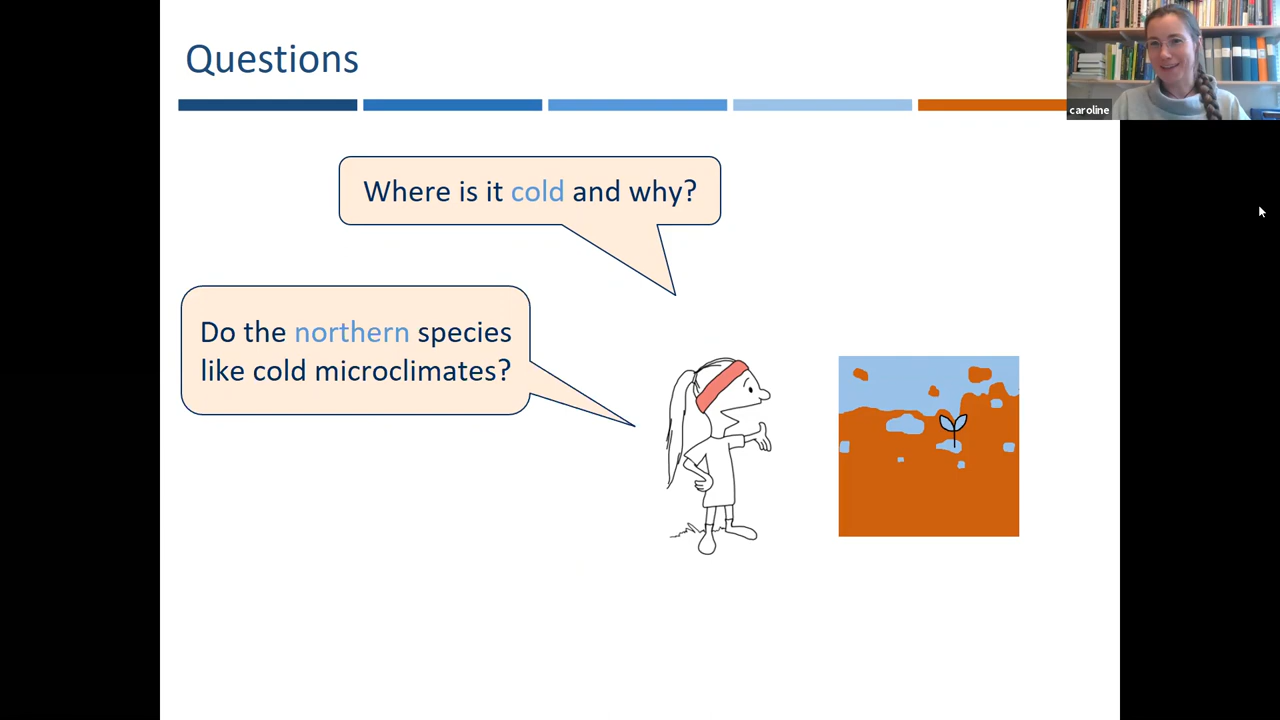 Questions
caroline
Where is it cold and why?
Do the northern species
like cold microclimates?